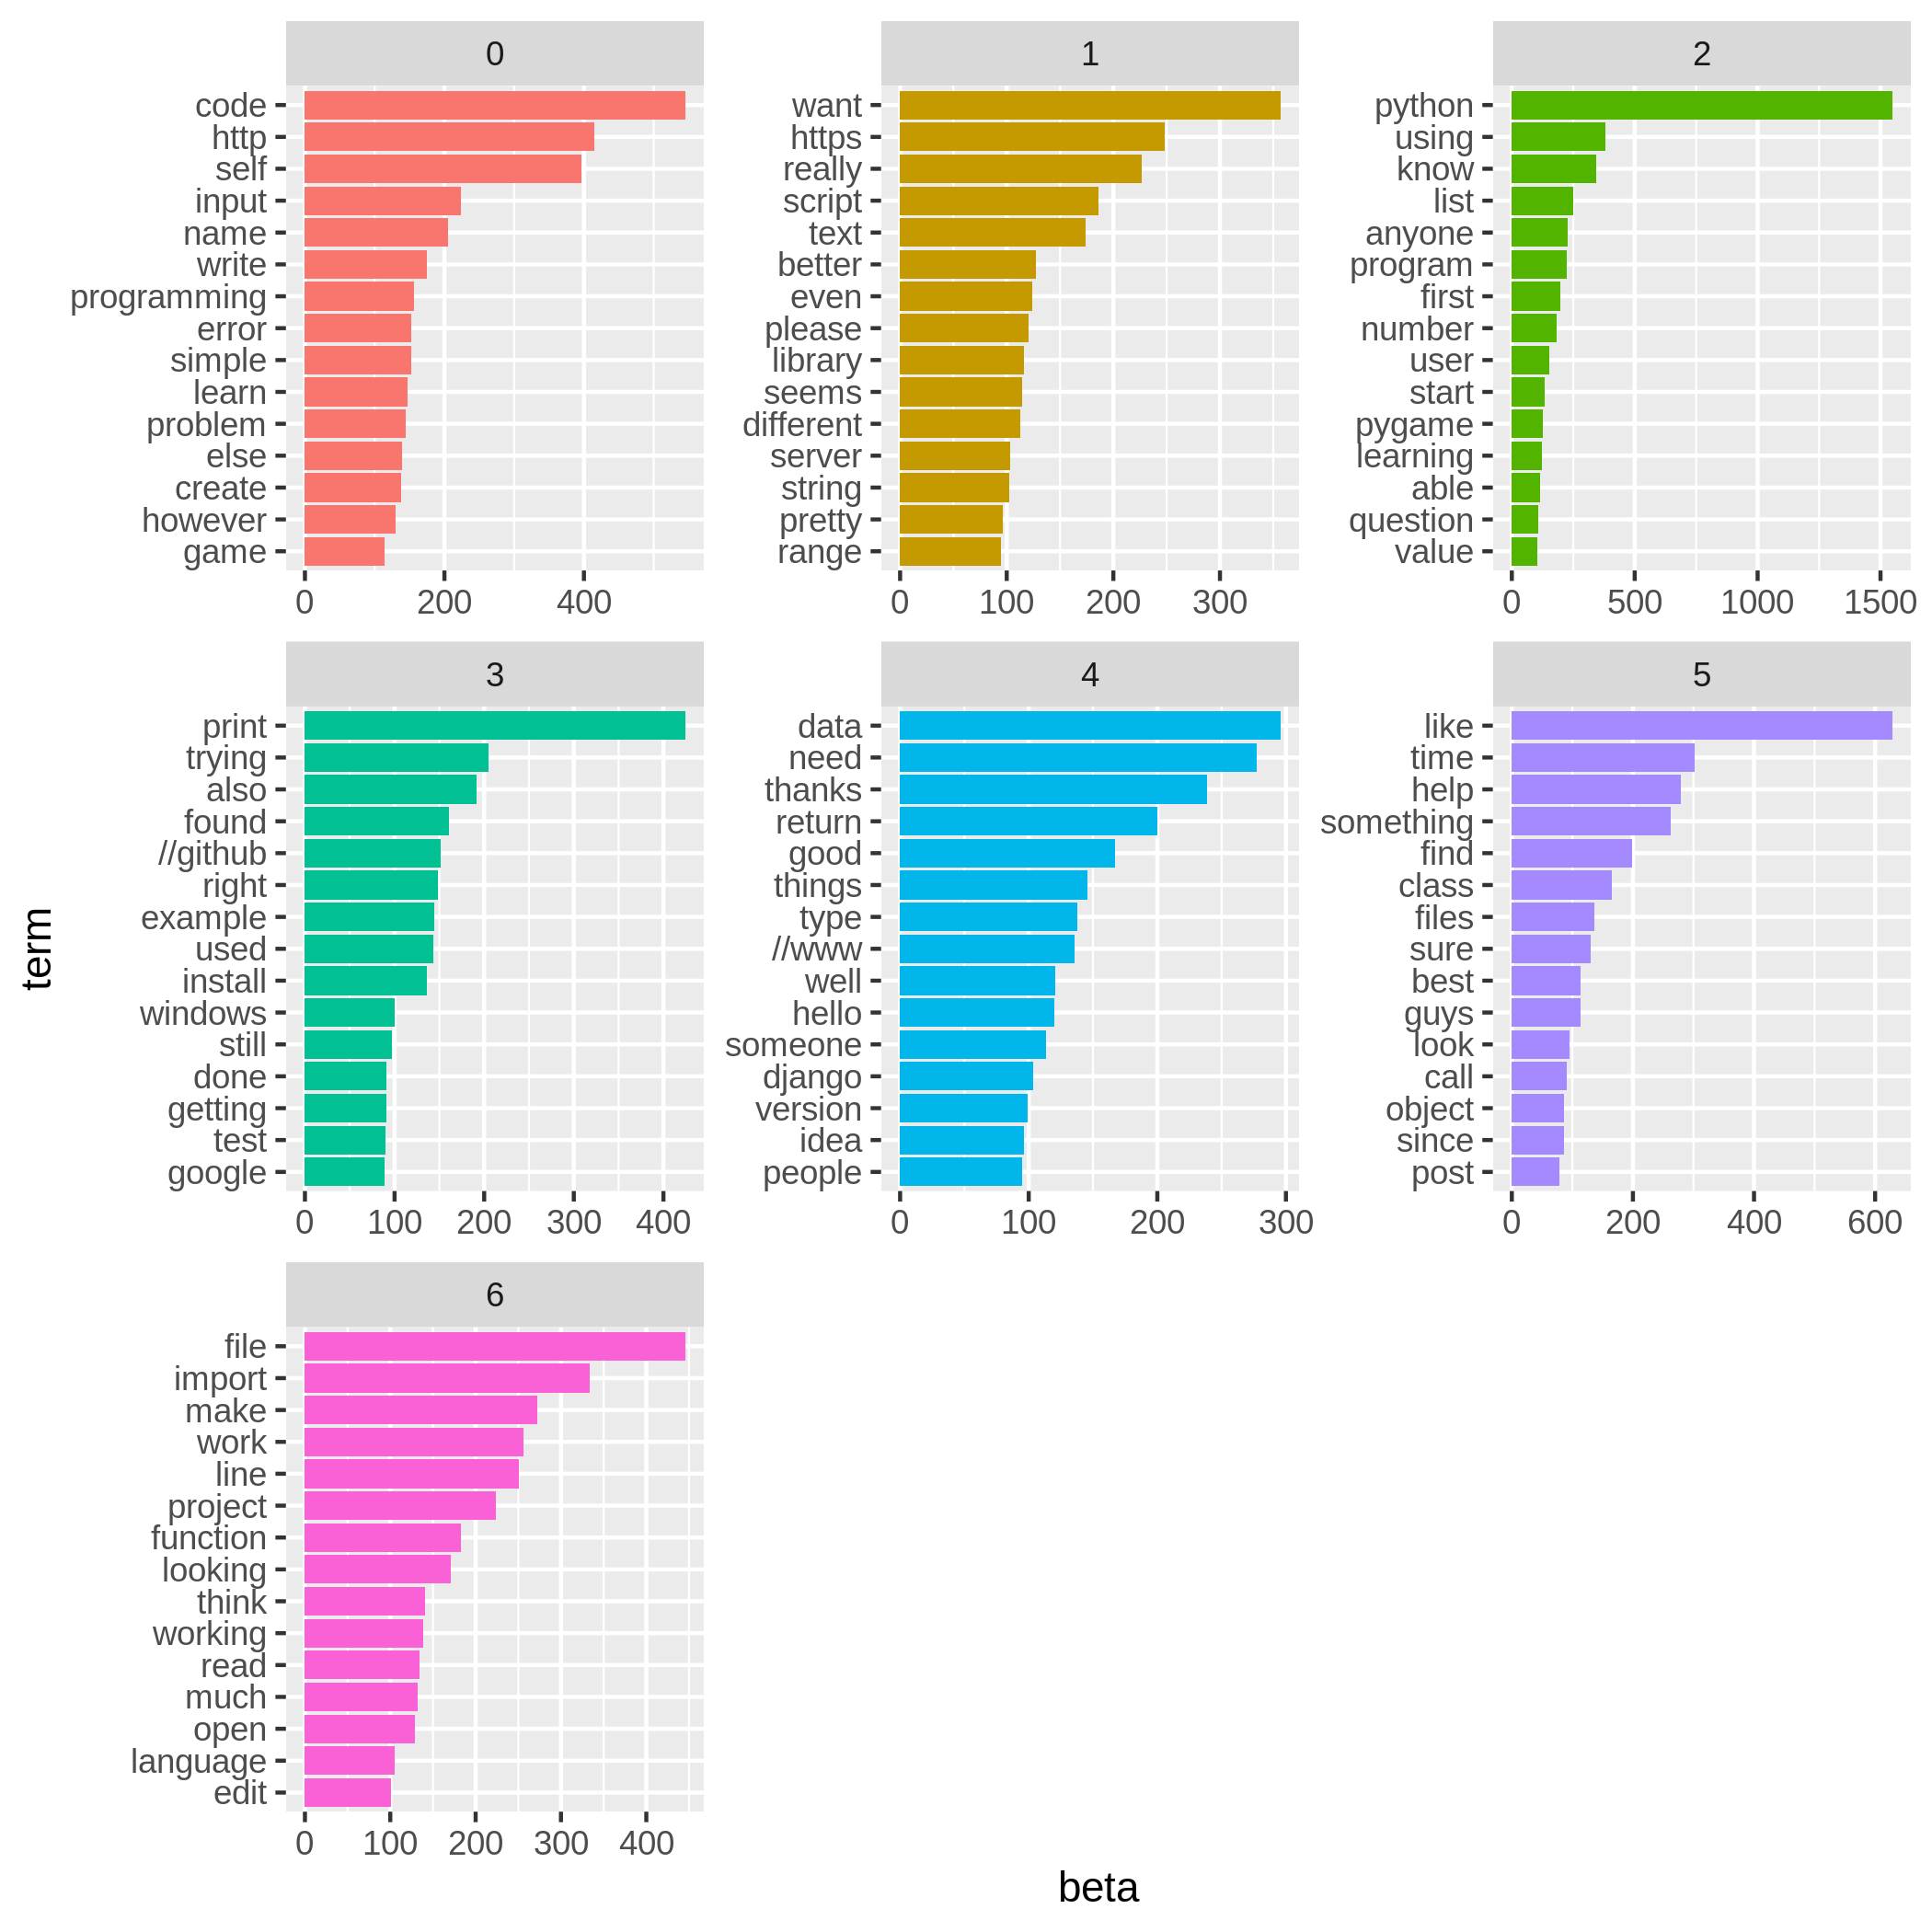 0
code
http
self
input
name
write
programming
error
simple
learn
problem
else
create
however
game
0 200 400
1
want
https
really
script
text
better
even
please
library
seems
different
server
string
pretty
range
0 100 200 300
2
python
using
know
list
anyone
program
first
number
user
start
pygame
learning
able
question
value
0 500 1000 1500
3
print
trying
also
found
//github
right
example
used
install
windows
still
done
getting
test
google
0 100 200 300 400
4
data
need
thanks
return
good
things
type
//www
well
hello
someone
django
version
idea
people
0 100 200 300
5
like
time
help
something
find
class
files
sure
best
guys
look
call
object
since
post
0 200 400 600
6
file
import
make
work
line
project
function
looking
think
working
read
much
open
language
edit
0 100 200 300 400
term
beta